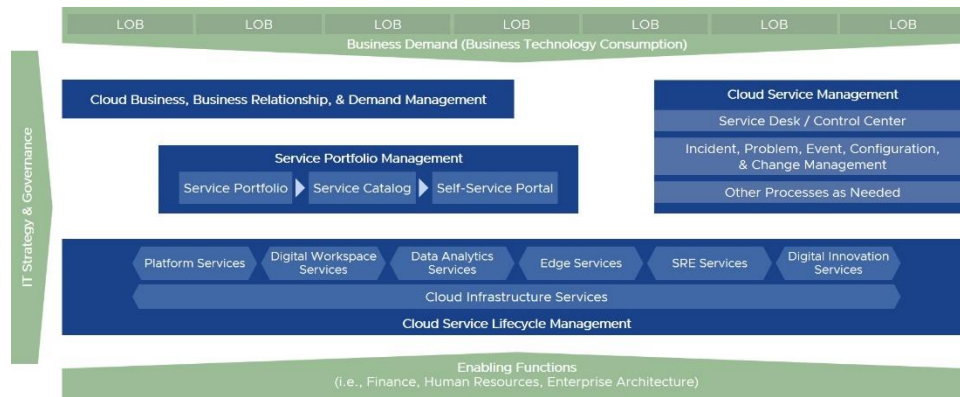 LOB LOB LOB LOB LOB LOB LOB
Business Demand (Business Technology Consumption)
IT Strategy & Governance
Cloud Business, Business Relationship, & Demand Management
Cloud Service Management
Service Desk / Control Center
Incident, Problem, Event, Configuration,
& Change Management
Other Processes as Needed
Service Portfolio Management
Service Portfolio
Service Catalog
Self-Service Portal
Platform Services
Digital Workspace
Services
Data Analytics
Services
Edge Services
SRE Services
Digital Innovation
Services
Cloud Infrastructure Services
Cloud Service Lifecycle Management
Enabling Functions
(i.e., Finance, Human Resources, Enterprise Architecture)